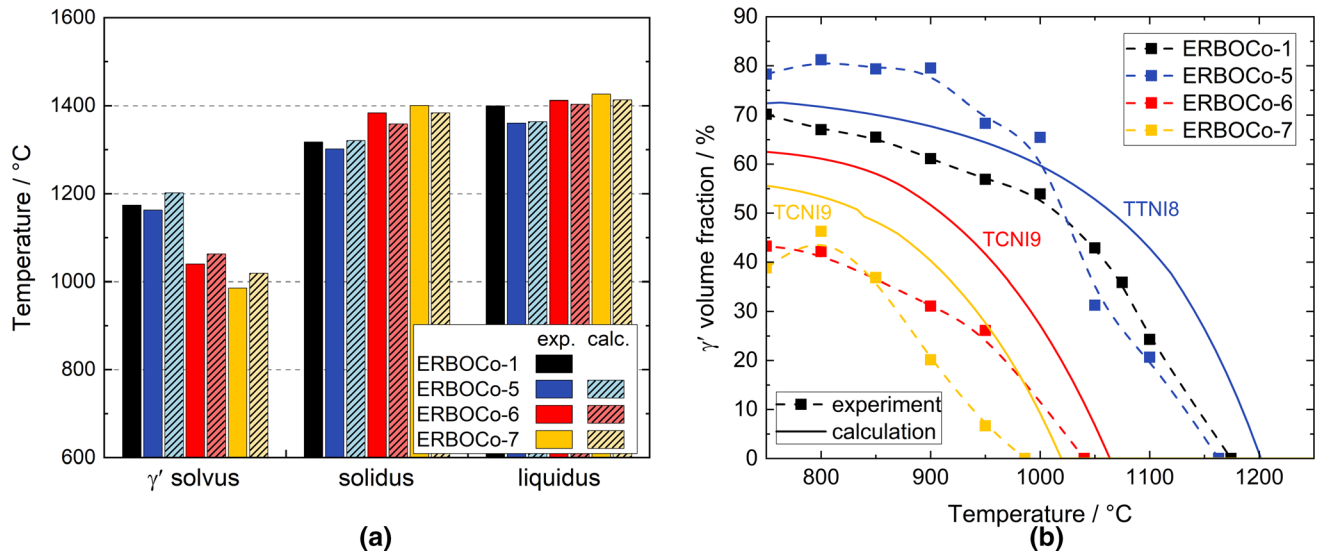 1600
1400
1200
1000
800
600
Temperature / °C
γ′ solvus
solidus
liquidus
exp. calc.
ERBOCo-1
ERBOCo-5
ERBOCo-6
ERBOCo-7
(a)
90
80
70
60
50
40
30
20
10
0
γ′ volume fraction / %
ERBOCo-1
ERBOCo-5
ERBOCo-6
ERBOCo-7
TCNI9
TCNI9
TTNI8
experiment
calculation
800
900
1000
1100
1200
Temperature / °C
(b)